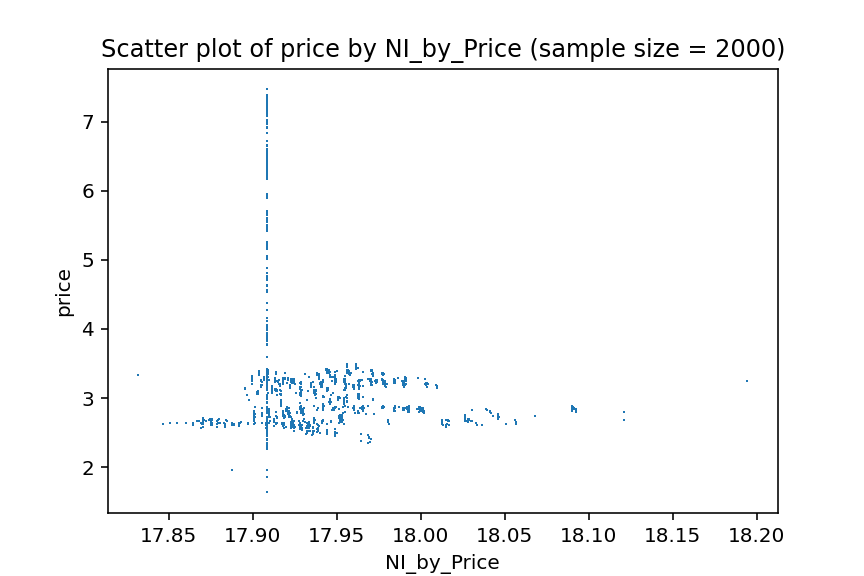 Scatter plot of price by NI_by_Price (sample size = 2000)
7
6
5
4
3
2
price
17.85 17.90 17.95 18.00 18.05 18.10 18.15 18.20
NI_by_Price